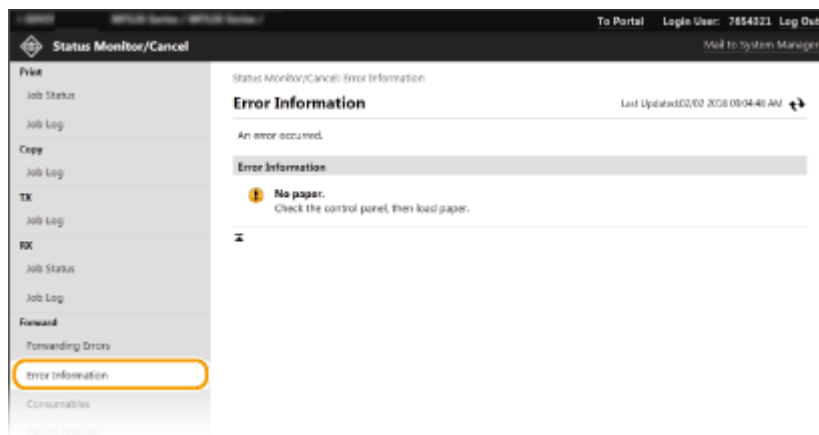 To Portal Login User: 7654321 Log Out
Status Monitor/Cancel
Mail to System Manager
Print
Job Status
Job Log
Copy
Job Log
TX
Job Log
RX
Job Status
Job Log
Forward
Forwarding Errors
Error Information
Consumables
Status Monitor/Cancel: Error Information
Error Information
Last Updated:02/02 2018 09:04:48 AM
An error occurred.
Error Information
No paper.
Check the control panel, then load paper.